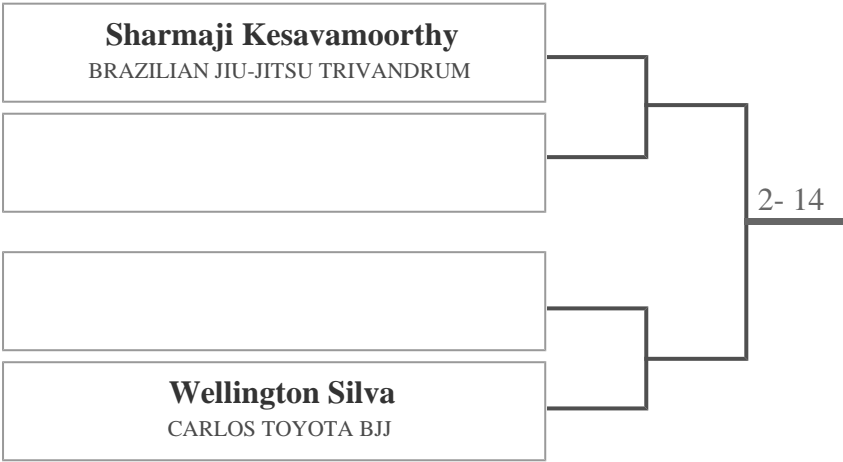 Sharmaji Kesavamoorthy
BRAZILIAN JIU-JITSU TRIVANDRUM
2- 14
Wellington Silva
CARLOS TOYOTA BJJ